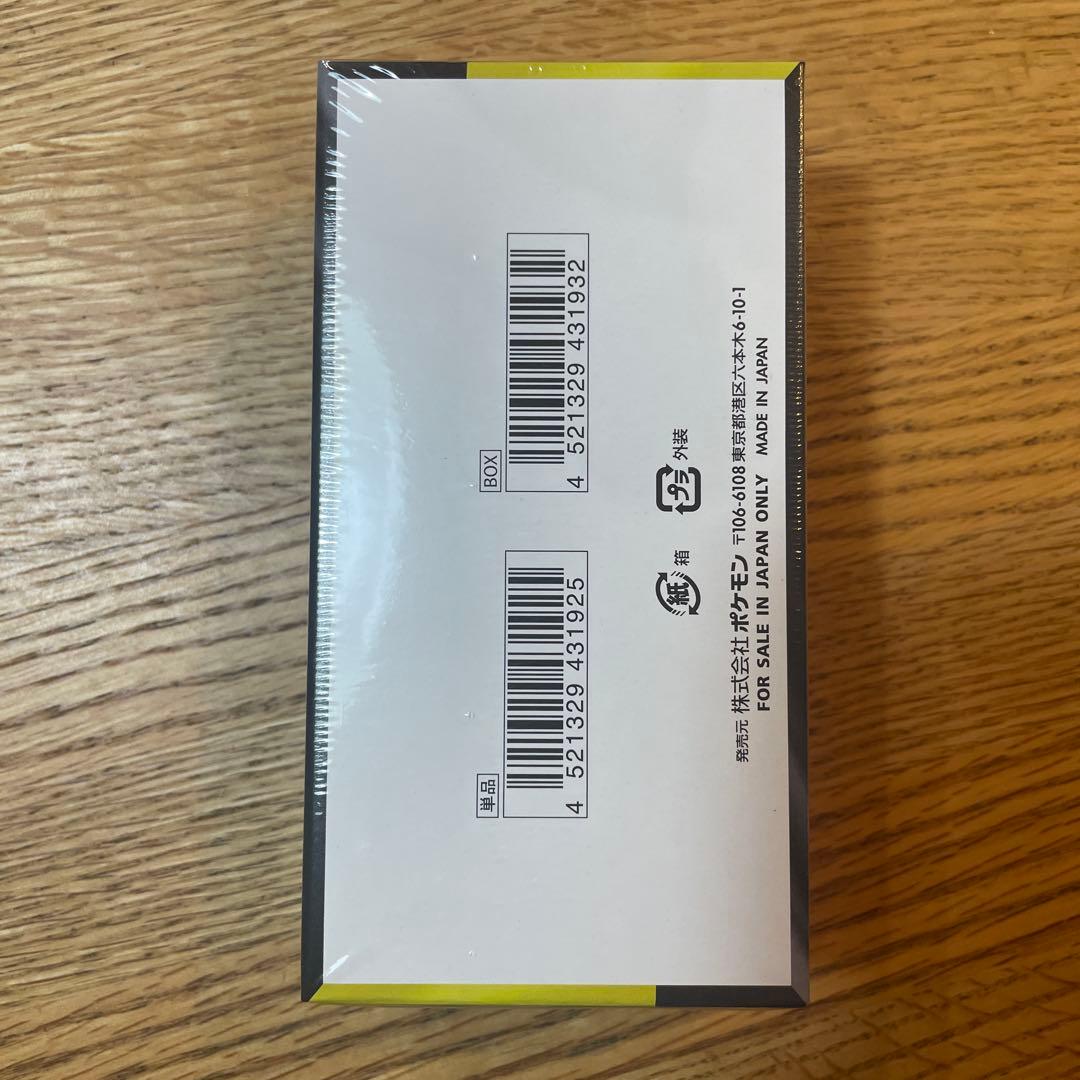 単品
4 521329 431925
BOX
4 521329 431932
紙 箱
プラ 外装
発売元 株式会社 ポケモン 〒106-6108 東京都港区六本木6-10-1
FOR SALE IN JAPAN ONLY MADE IN JAPAN